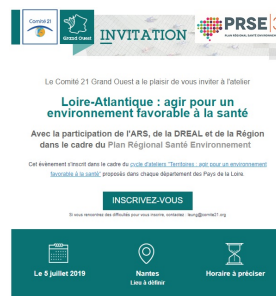 Comité 21
Grand Ouest
INVITATION
PRSE 3
PLAN RÉGIONAL SANTÉ ENVIRONNEMENT
Le Comité 21 Grand Ouest a le plaisir de vous inviter à l'atelier
Loire-Atlantique : agir pour un
environnement favorable à la santé
Avec la participation de l'ARS, de la DREAL et de la Région
dans le cadre du Plan Régional Santé Environnement
Cet évènement s'inscrit dans le cadre du cycle d'ateliers "Territoires : agir pour un environnement
favorable à la santé" proposés dans chaque département des Pays de la Loire.
INSCRIVEZ-VOUS
Si vous rencontrez des difficultés pour vous inscrire, contactez :
Le 5 juillet 2019
Nantes
Lieu à définir
Horaire à préciser